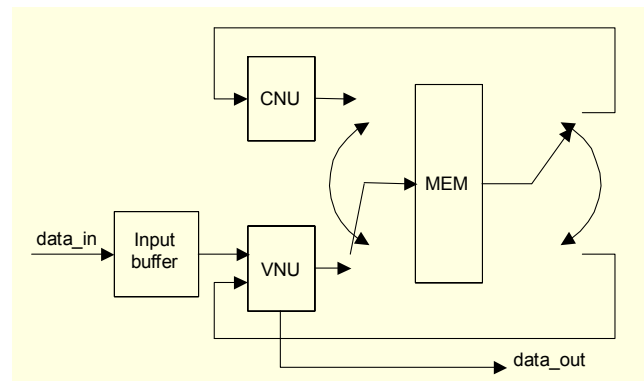 CNU
MEM
data_in
Input
buffer
VNU
data_out